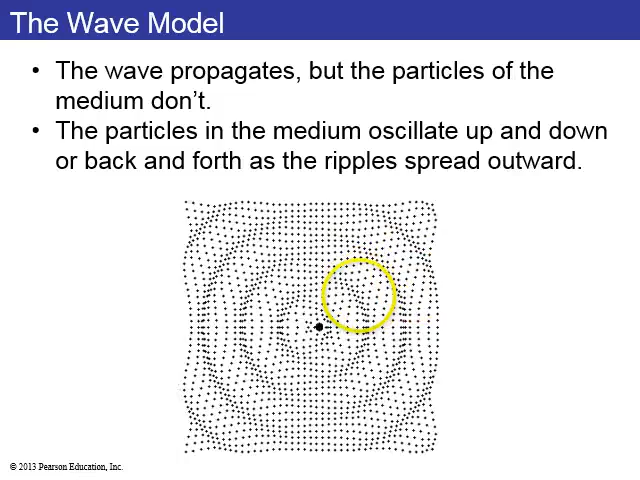 The Wave Model
• The wave propagates, but the particles of the
medium don’t.
• The particles in the medium oscillate up and down
or back and forth as the ripples spread outward.
© 2013 Pearson Education, Inc.